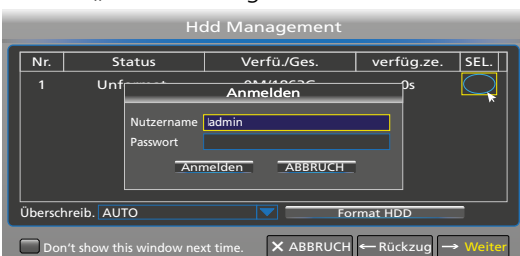 Hdd Management
Nr. Status Verfü./Ges. verfüg.ze. SEL.
1 0s
Anmelden
Nutzername admin
Passwort
Anmelden ABBRUCH
Überschreib. AUTO Format HDD
Don't show this window next time. X ABBRUCH ← Rückzug → Weiter